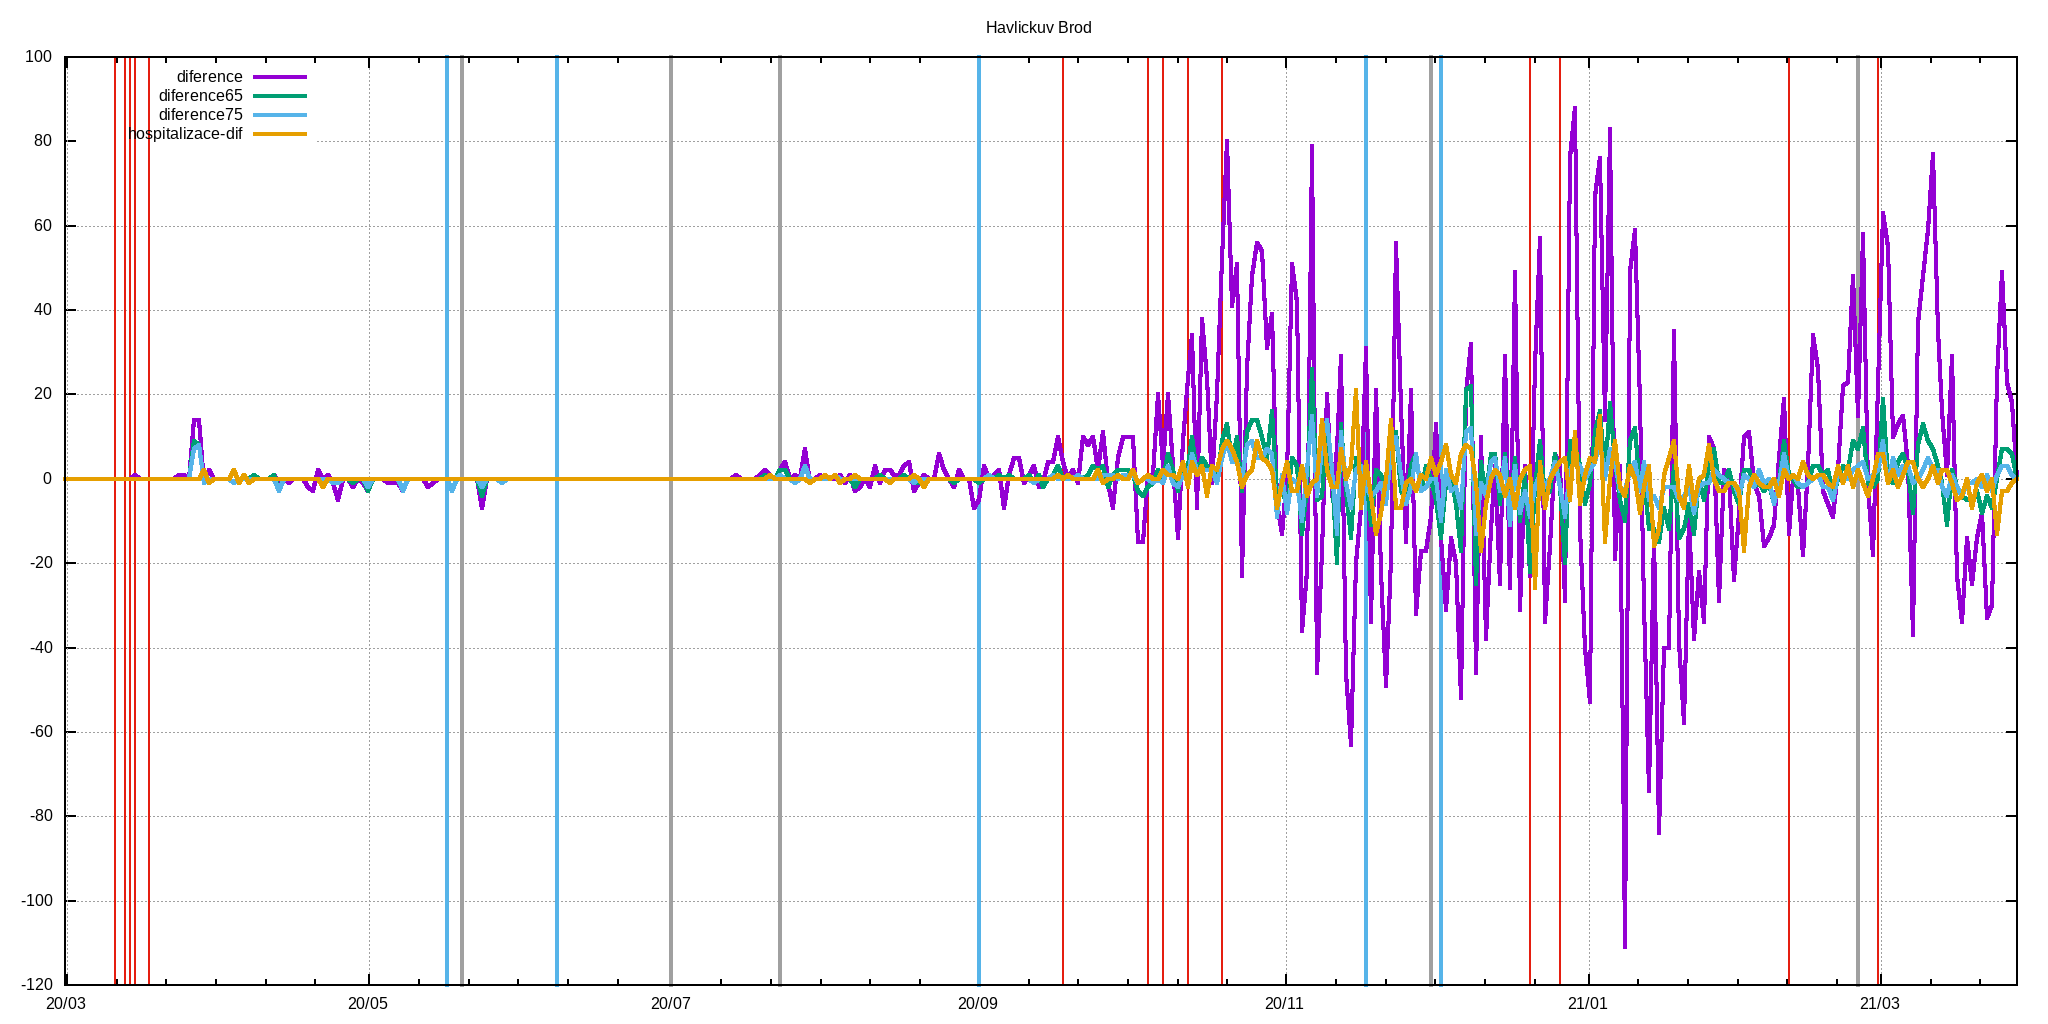 Havlickuv Brod
100
80
60
40
20
0
-20
-40
-60
-80
-100
-120
diference
diference65
diference75
hospitalizace-dif
20/03 20/05 20/07 20/09 20/11 21/01 21/03